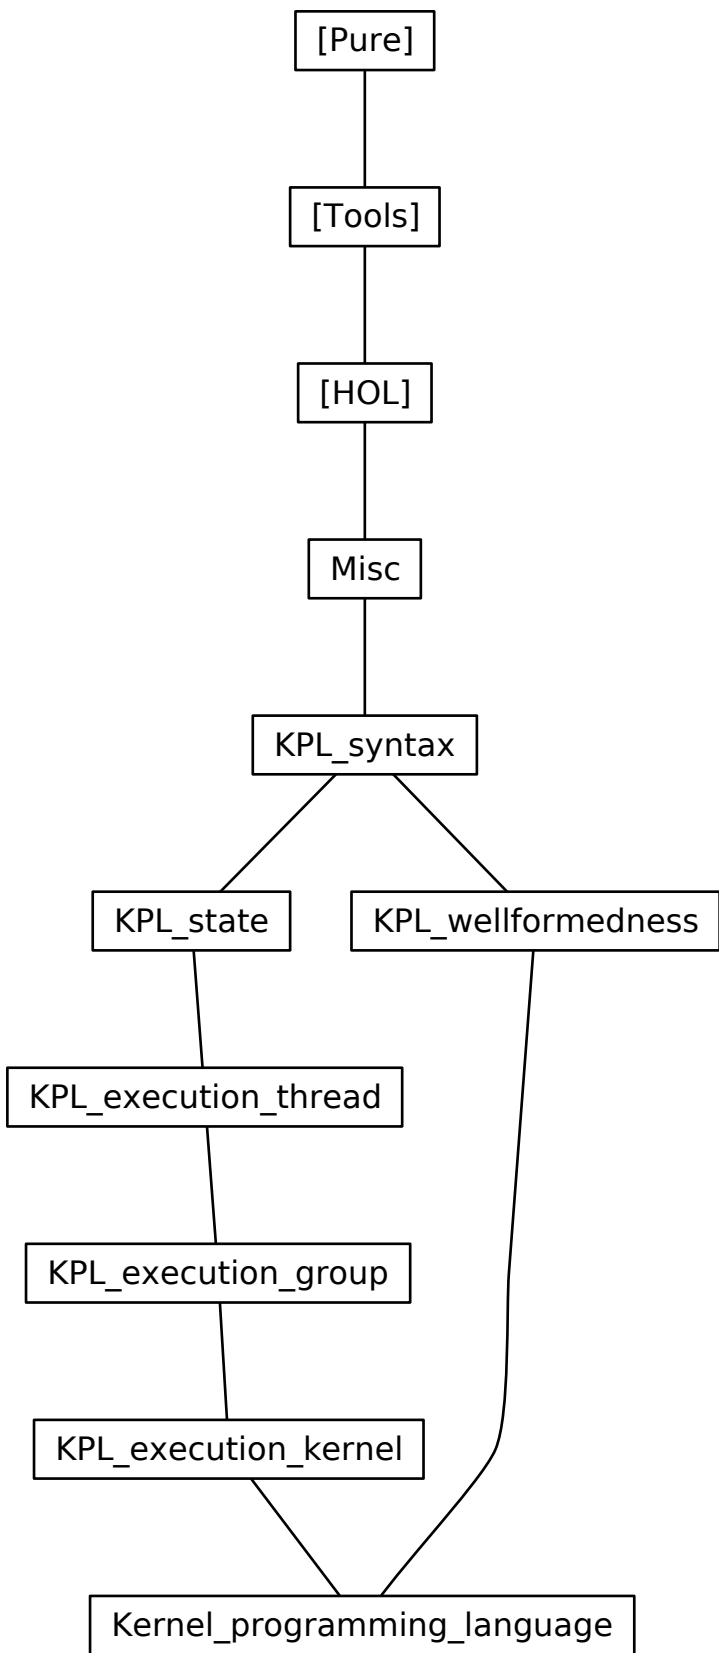 [Pure]
[Tools]
[HOL]
Misc
KPL_syntax
KPL_state
KPL_wellformedness
KPL_execution_thread
KPL_execution_group
KPL_execution_kernel
Kernel_programming_language